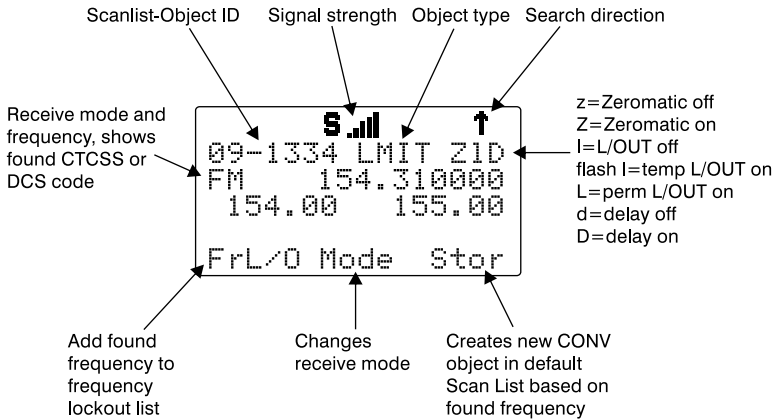 Scanlist-Object ID
Signal strength
Object type
Search direction
Receive mode and
frequency, shows
found CTCSS or
DCS code
S
09-1334 LMIT ZlD
FM 154.310000
154.00 155.00
FrL/O Mode Stor
z=Zeromatic off
Z=Zeromatic on
l=L/OUT off
flash l=temp L/OUT on
L=perm L/OUT on
d=delay off
D=delay on
Add found
frequency to
frequency
lockout list
Changes
receive mode
Creates new CONV
object in default
Scan List based on
found frequency